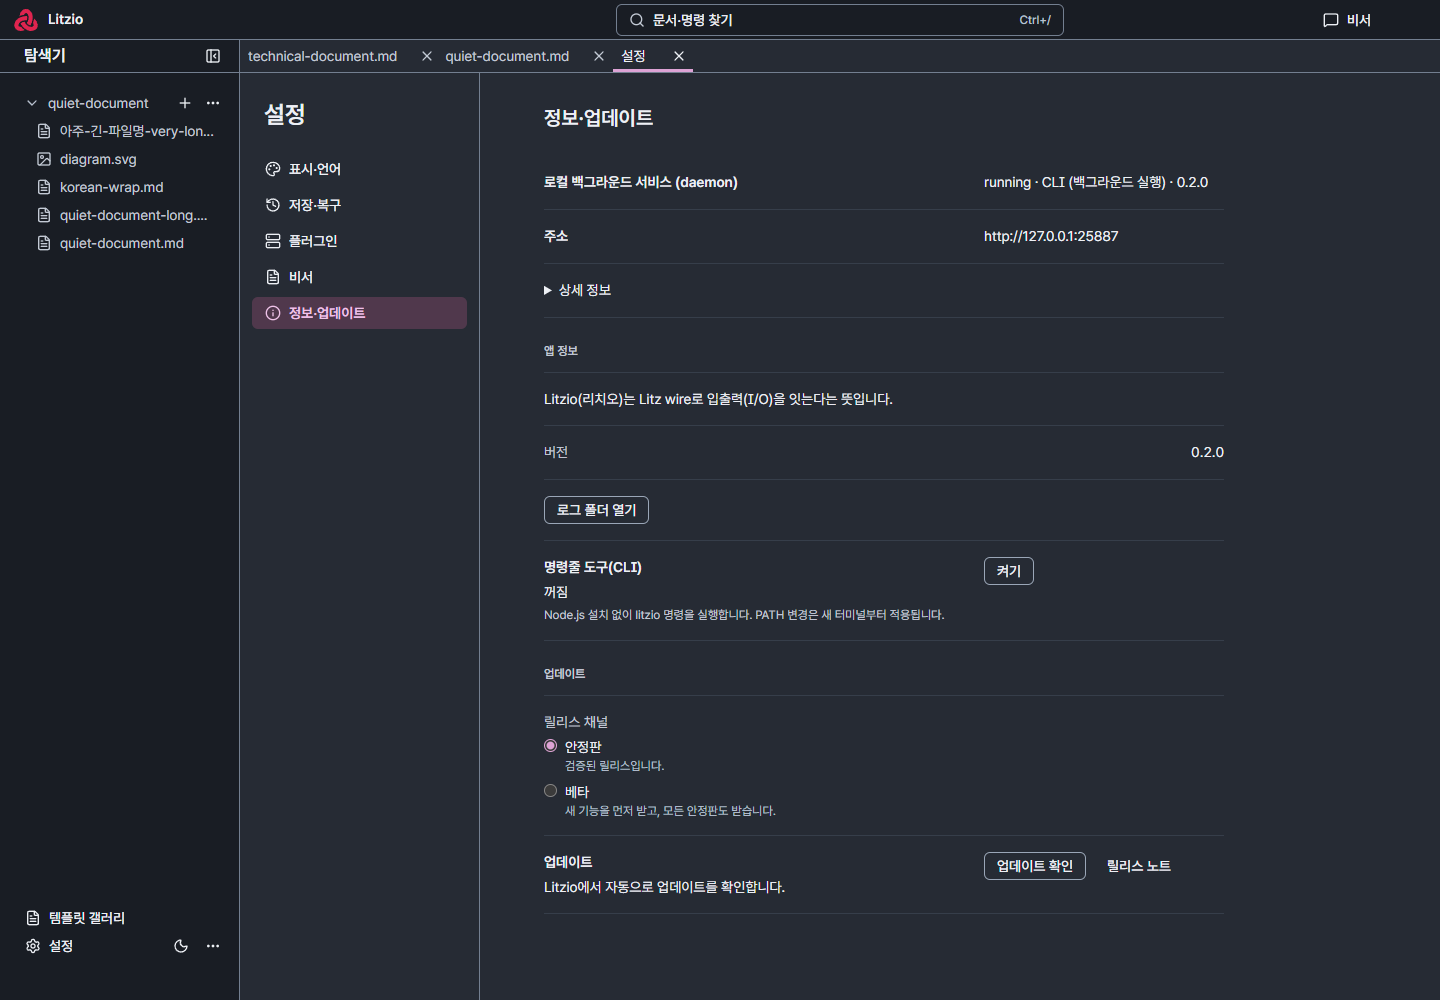 Litzio
문서·명령 찾기
Ctrl+/
비서
탐색기
technical-document.md
quiet-document.md
설정
quiet-document
아주-긴-파일명-very-lon...
diagram.svg
korean-wrap.md
quiet-document-long....
quiet-document.md
템플릿 갤러리
설정
설정
표시·언어
저장·복구
플러그인
비서
정보·업데이트
정보·업데이트
로컬 백그라운드 서비스 (daemon)
running · CLI (백그라운드 실행) · 0.2.0
주소
http://127.0.0.1:25887
상세 정보
앱 정보
Litzio(리치오)는 Litz wire로 입출력(I/O)을 잇는다는 뜻입니다.
버전
0.2.0
로그 폴더 열기
명령줄 도구(CLI)
꺼짐
Node.js 설치 없이 litzio 명령을 실행합니다. PATH 변경은 새 터미널부터 적용됩니다.
켜기
업데이트
릴리스 채널
안정판
검증된 릴리스입니다.
베타
새 기능을 먼저 받고, 모든 안정판도 받습니다.
업데이트
Litzio에서 자동으로 업데이트를 확인합니다.
업데이트 확인
릴리스 노트